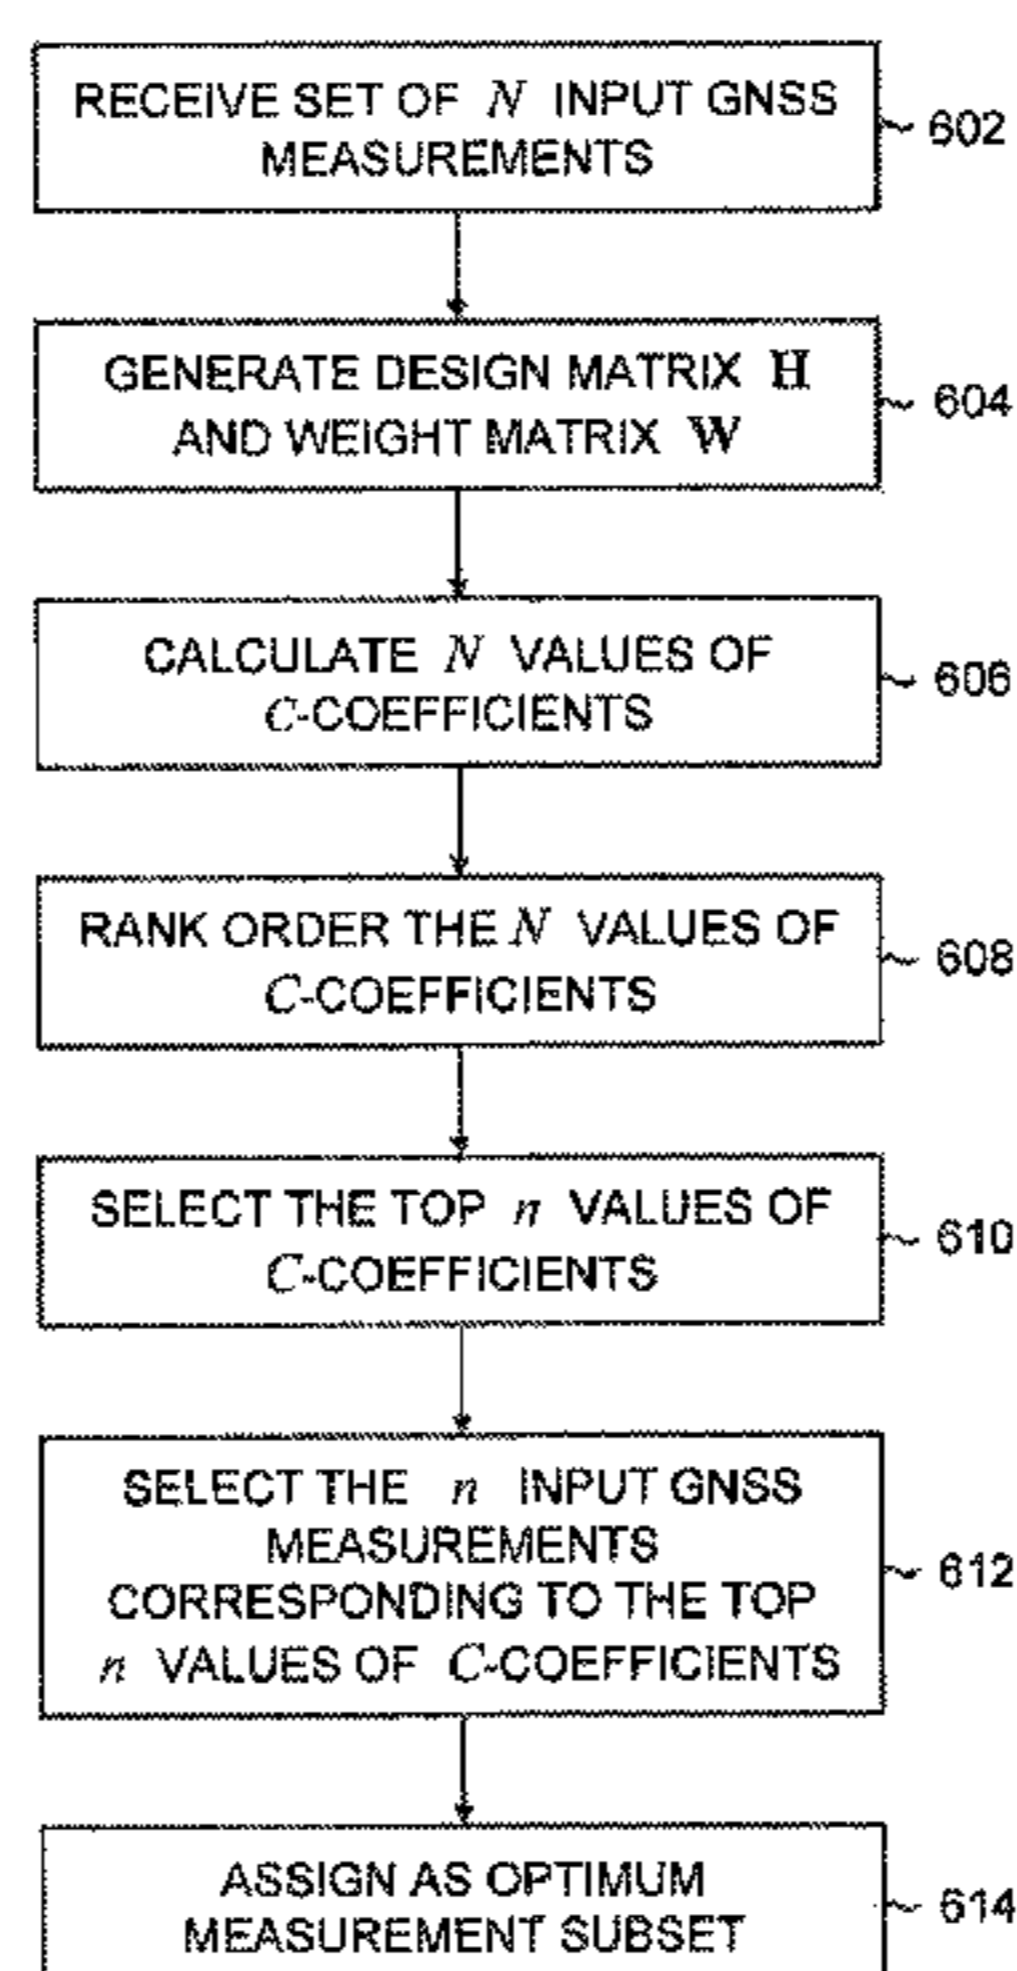 RECEIVE SET OF N INPUT GNSS
MEASUREMENTS
602
GENERATE DESIGN MATRIX H
AND WEIGHT MATRIX W
604
CALCULATE N VALUES OF
C-COEFFICIENTS
606
RANK ORDER THE N VALUES OF
C-COEFFICIENTS
608
SELECT THE TOP n VALUES OF
C-COEFFICIENTS
610
SELECT THE n INPUT GNSS
MEASUREMENTS
CORRESPONDING TO THE TOP
n VALUES OF C-COEFFICIENTS
612
ASSIGN AS OPTIMUM
MEASUREMENT SUBSET
614